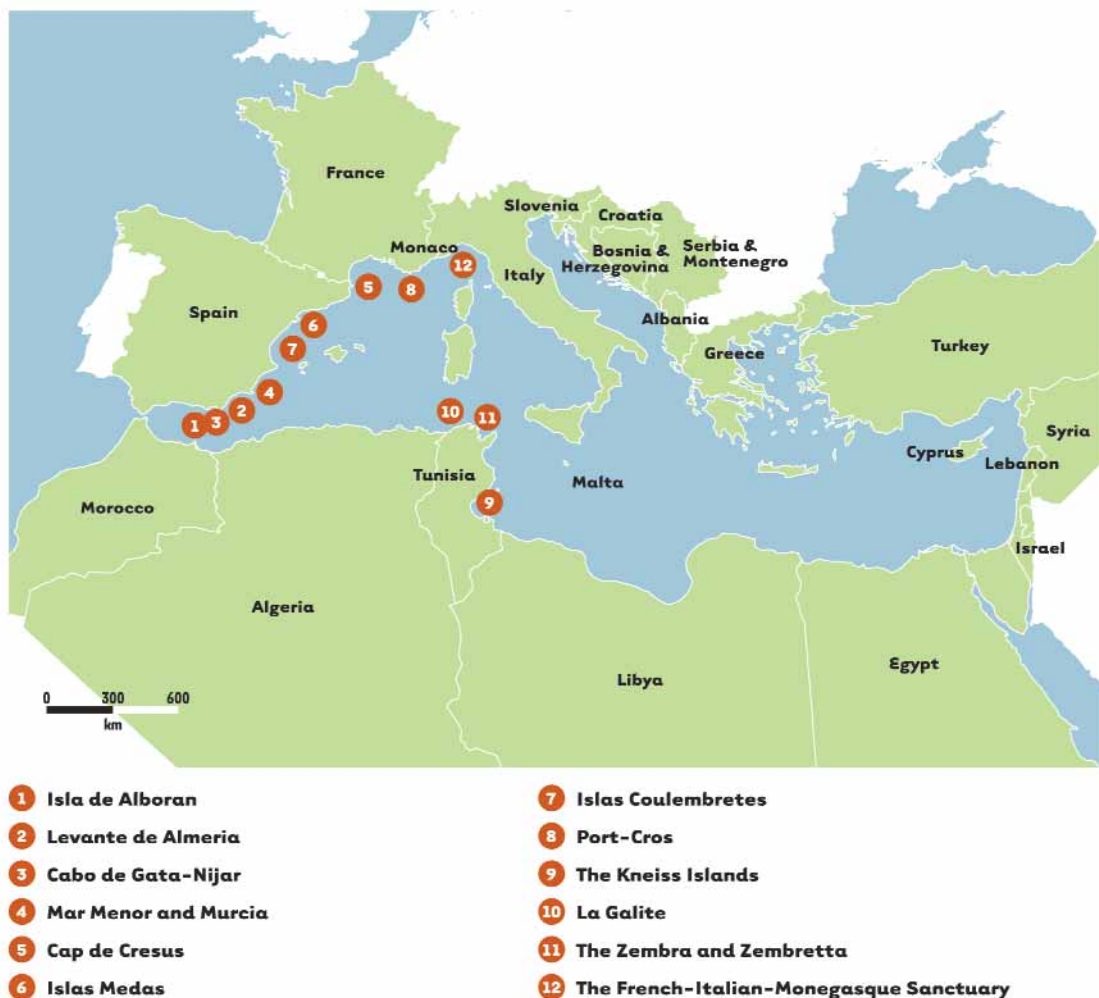 France
Slovenia
Croatia
Monaco
Bosnia &
Herzegovina
Serbia &
Montenegro
12
Italy
5
8
Spain
6
Albania
7
Greece
Turkey
4
2
3
1
10
11
Syria
Cyprus
Lebanon
Tunisia
Malta
Morocco
9
Israel
Algeria
Egypt
Libya
0 300 600
km
1 Isla de Alboran
2 Levante de Almeria
3 Cabo de Gata-Nijar
4 Mar Menor and Murcia
5 Cap de Cresus
6 Islas Medas
7 Islas Coulembretes
8 Port-Cros
9 The Kneiss Islands
10 La Galite
11 The Zembra and Zembretta
12 The French-Italian-Monegasque Sanctuary